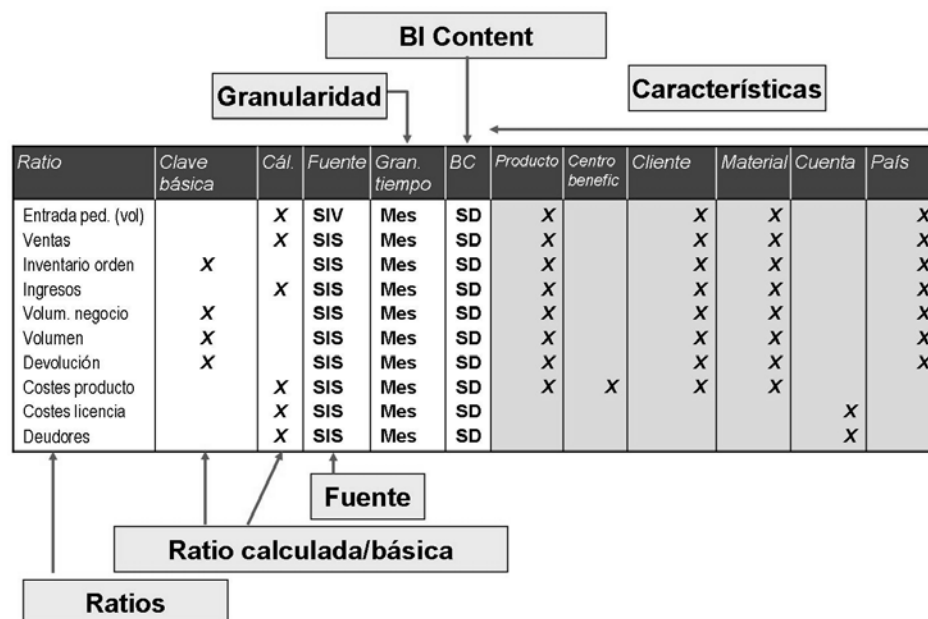 BI Content
Granularidad
Características
Ratio Clave básica Cál. Fuente Gran. tiempo BC Producto Centro benefic Cliente Material Cuenta País
Entrada ped. (vol) X SIV Mes SD X X X X
Ventas X SIS Mes SD X X X X
Inventario orden X SIS Mes SD X X X X
Ingresos X SIS Mes SD X X X X
Volum. negocio X SIS Mes SD X X X X
Volumen X SIS Mes SD X X X X
Devolución X SIS Mes SD X X X X
Costes producto X SIS Mes SD X X X X
Costes licencia X SIS Mes SD X
Deudores X SIS Mes SD X
Fuente
Ratio calculada/básica
Ratios